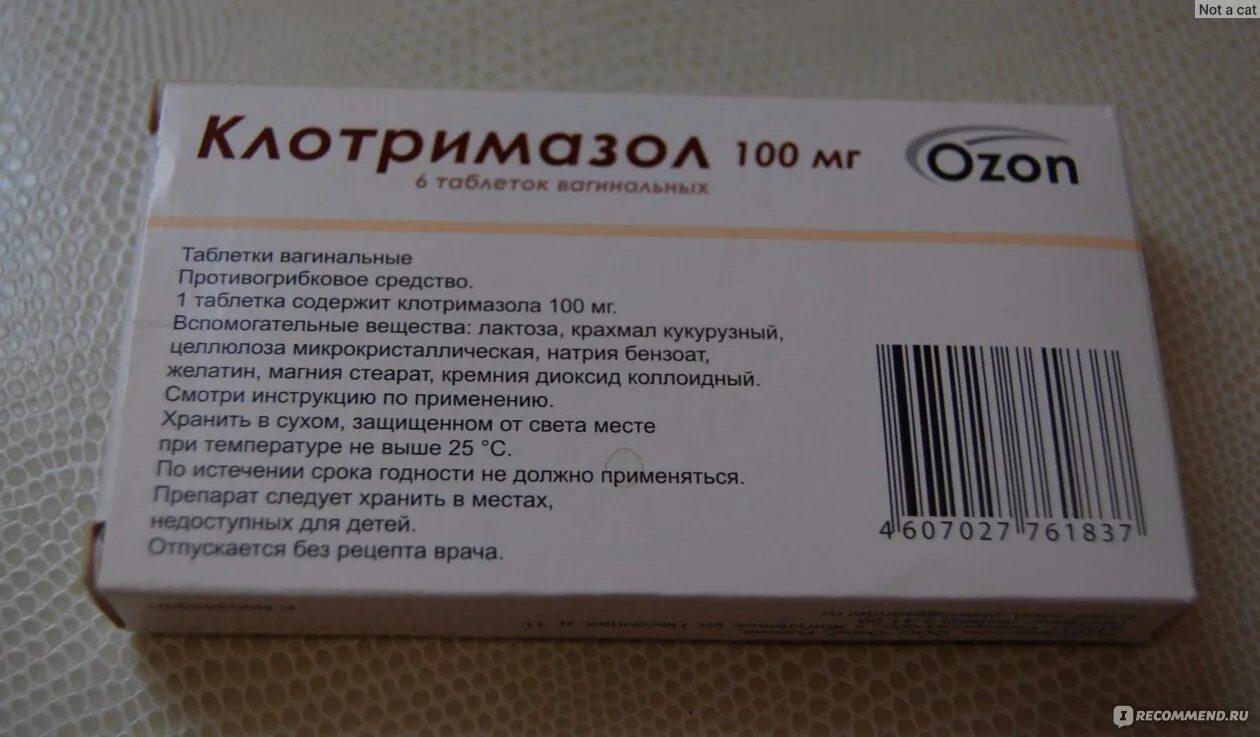 Not a cat
Клотримазол 100 мг
Ozon
6 таблеток вагинальных
Таблетки вагинальные
Противогрибковое средство.
1 таблетка содержит клотримазола 100 мг.
Вспомогательные вещества: лактоза, крахмал кукурузный,
целлюлоза микрокристаллическая, натрия бензоат,
желатин, магния стеарат, кремния диоксид коллоидный.
Смотри инструкцию по применению.
Хранить в сухом, защищенном от света месте
при температуре не выше 25 °С.
По истечении срока годности не должно применяться.
Препарат следует хранить в местах,
недоступных для детей.
Отпускается без рецепта врача.
4 607027 761837
IRECOMMEND.RU